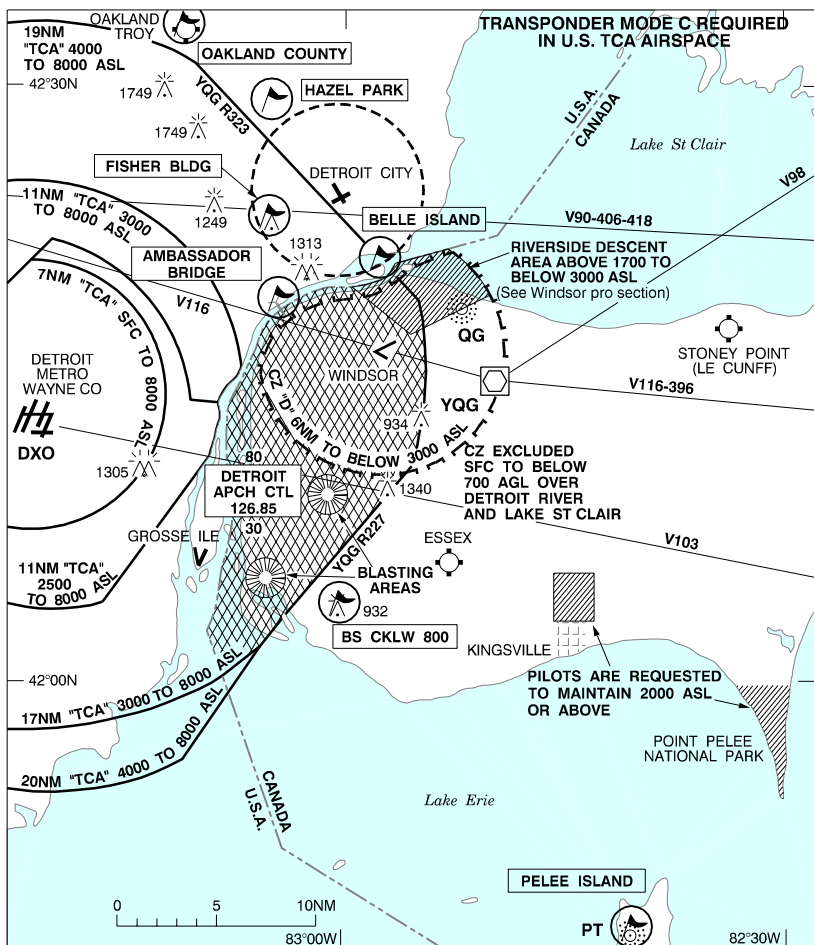 OAKLAND
TROY
TRANSPONDER MODE C REQUIRED
IN U.S. TCA AIRSPACE
19NM
"TCA" 4000
TO 8000 ASL
OAKLAND COUNTY
42°30'
1749
YQG R323
HAZEL PARK
U.S.A.
CANADA
1749
Lake St Clair
FISHER BLDG
DETROIT CITY
V98
11NM "TCA" 3000
TO 8000 ASL
1249
BELLE ISLAND
V90-406-418
AMBASSADOR
BRIDGE
1313
RIVERSIDE DESCENT
AREA ABOVE 1700 TO
BELOW 3000 ASL
(See Windsor pro section)
7NM "TCA" SFC TO 8000 ASL
V116
QG
STONEY POINT
(LE CUNFF)
DETROIT
METRO
WAYNE CO
WINDSOR
CZ "D" 6NM TO BELOW 3000 ASL
YQG
V116-396
934
DXO
1305
80
DETROIT
APCH CTL
126.85
30
1340
CZ EXCLUDED
SFC TO BELOW
700 AGL OVER
DETROIT RIVER
AND LAKE ST CLAIR
GROSSE ILE
YQG R227
ESSEX
V103
11NM "TCA"
2500
TO 8000 ASL
BLASTING
AREAS
932
BS CKLW 800
KINGSVILLE
42°00'
PILOTS ARE REQUESTED
TO MAINTAIN 2000 ASL
OR ABOVE
17NM "TCA" 3000 TO 8000 ASL
POINT PELEE
NATIONAL PARK
20NM "TCA" 4000 TO 8000 ASL
CANADA
U.S.A.
Lake Erie
PELEE ISLAND
0 5 10NM
PT
83°00'W
82°30'W